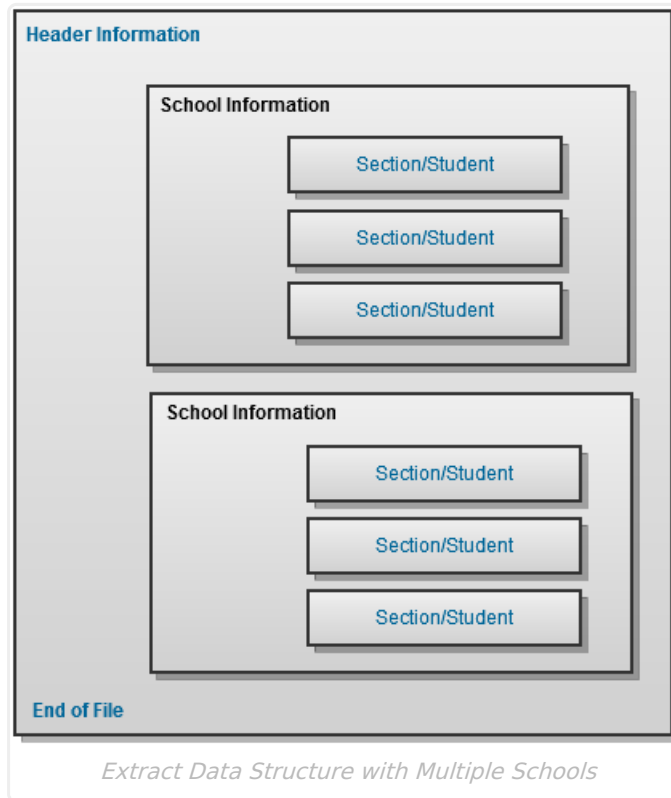 Header Information
School Information
Section/Student
Section/Student
Section/Student
School Information
Section/Student
Section/Student
Section/Student
End of File
Extract Data Structure with Multiple Schools